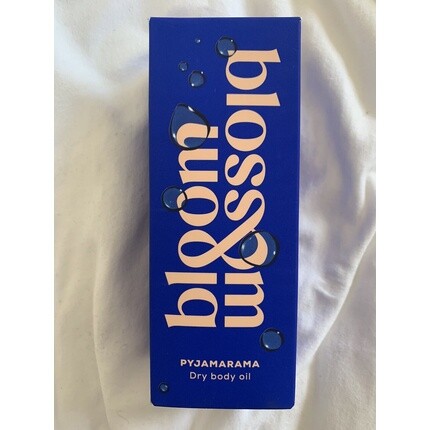 bloom
&
blossom
PYJAMARAMA
Dry body oil